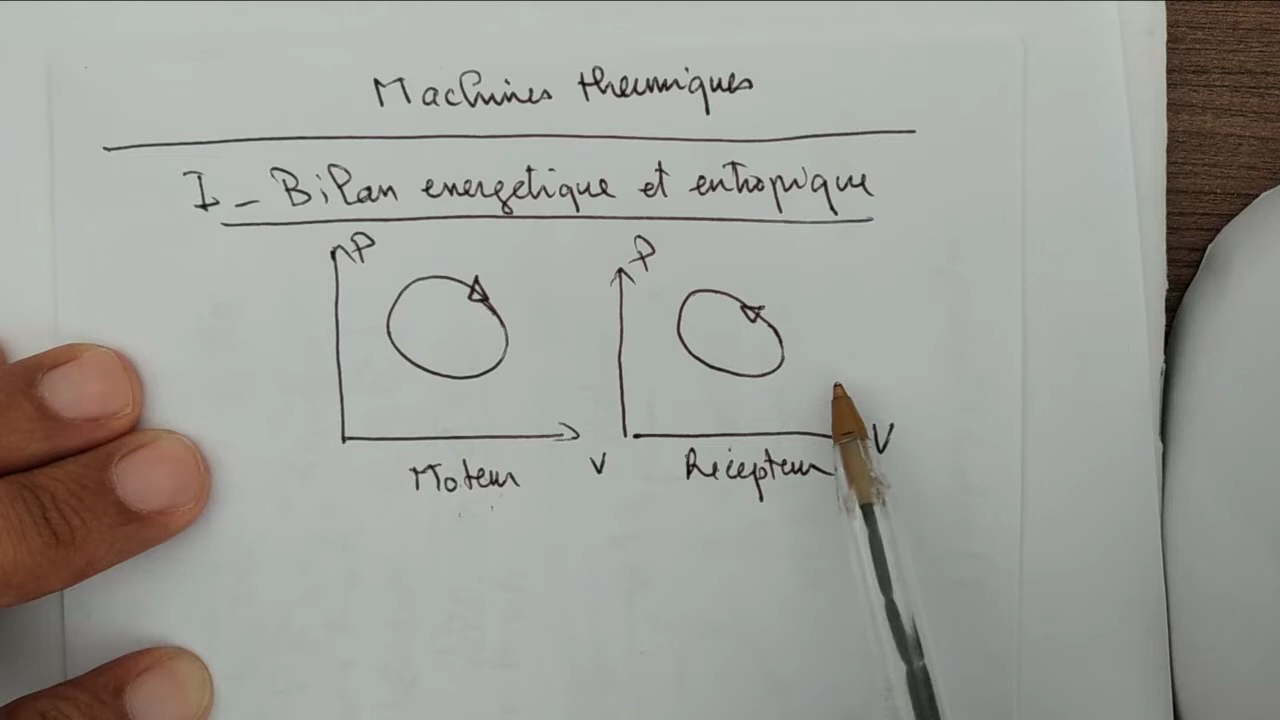 Machines thermiques
I - Bilan energetique et entropique
P P
V V
Moteur Récepteur